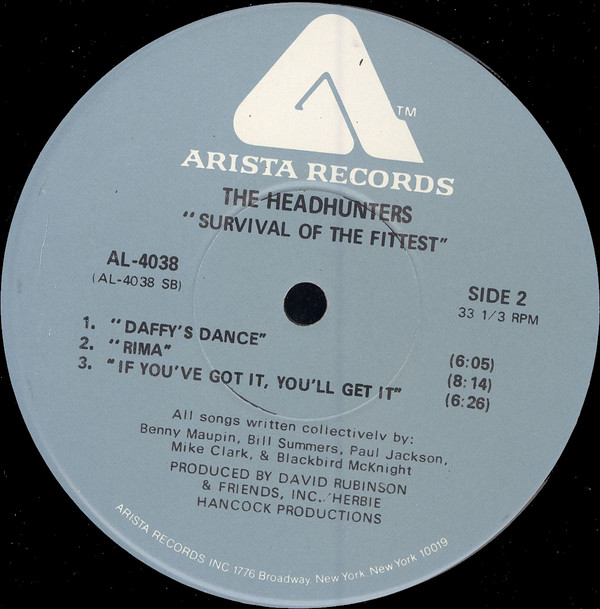 TM
ARISTA RECORDS
THE HEADHUNTERS
"SURVIVAL OF THE FITTEST"
AL-4038
(AL-4038 SB)
SIDE 2
33 1/3 RPM
1. "DAFFY'S DANCE" (6:05)
2. "RIMA" (8:14)
3. "IF YOU'VE GOT IT, YOU'LL GET IT" (6:26)
All songs written collectively by:
Benny Maupin, Bill Summers, Paul Jackson,
Mike Clark, & Blackbird McKnight
PRODUCED BY DAVID RUBINSON
& FRIENDS, INC./HERBIE
HANCOCK PRODUCTIONS
ARISTA RECORDS INC 1776 Broadway, New York, New York 10019